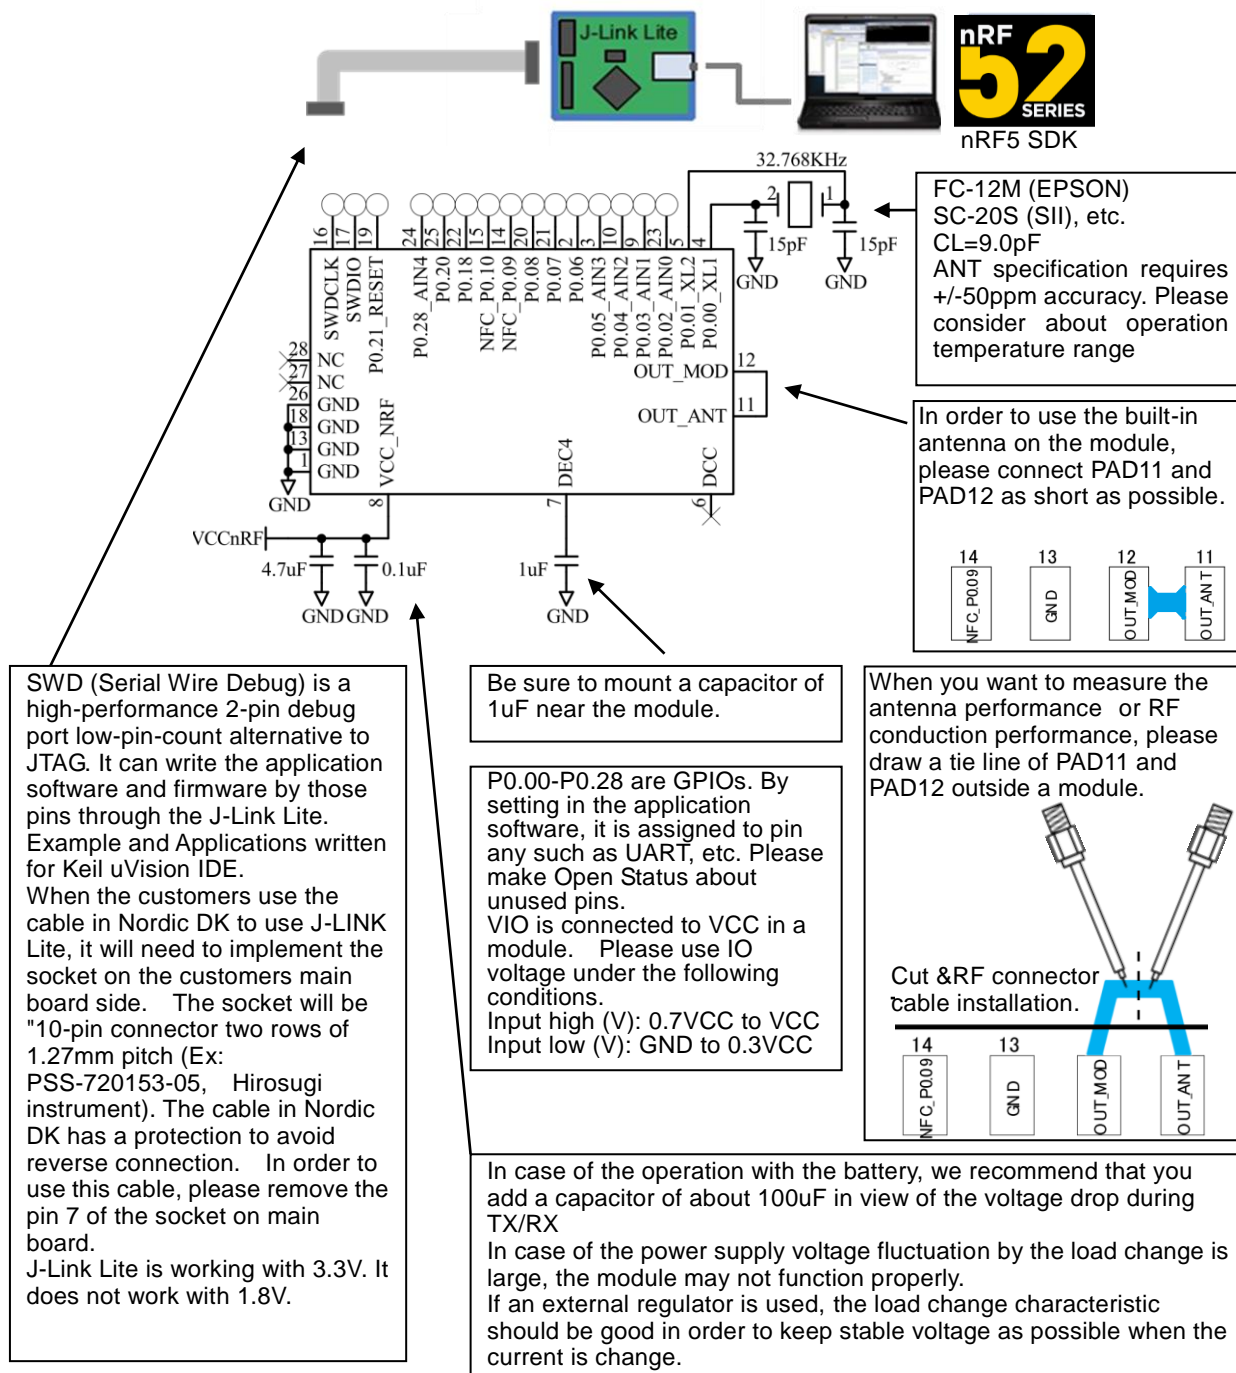 J-Link Lite
nRF
52
SERIES
nRF5 SDK
32.768KHz
2
1
15pF
15pF
GND
GND
FC-12M (EPSON)
SC-20S (SII), etc.
CL=9.0pF
ANT specification requires
+/-50ppm accuracy. Please
consider about operation
temperature range
16
17
19
24
25
22
15
14
20
21
2
3
10
9
23
5
4
SWDCLK
SWDIO
P0.21_RESET
P0.28_AIN4
P0.20
P0.18
NFC_P0.10
NFC_P0.09
P0.08
P0.07
P0.06
P0.05_AIN3
P0.04_AIN2
P0.03_AIN1
P0.02_AIN0
P0.01_XL2
P0.00_XL1
28
NC
27
NC
26
GND
18
GND
13
GND
1
GND
GND
OUT_MOD
12
OUT_ANT
11
VCC_NRF
8
DEC4
7
DCC
6
VCCnRF
4.7uF
0.1uF
1uF
GND
GND
GND
In order to use the built-in
antenna on the module,
please connect PAD11 and
PAD12 as short as possible.
14
13
12
11
NFC_P0.09
GND
OUT_MOD
OUT_ANT
SWD (Serial Wire Debug) is a
high-performance 2-pin debug
port low-pin-count alternative to
JTAG. It can write the application
software and firmware by those
pins through the J-Link Lite.
Example and Applications written
for Keil uVision IDE.
When the customers use the
cable in Nordic DK to use J-LINK
Lite, it will need to implement the
socket on the customers main
board side. The socket will be
"10-pin connector two rows of
1.27mm pitch (Ex:
PSS-720153-05, Hirosugi
instrument). The cable in Nordic
DK has a protection to avoid
reverse connection. In order to
use this cable, please remove the
pin 7 of the socket on main
board.
J-Link Lite is working with 3.3V. It
does not work with 1.8V.
Be sure to mount a capacitor of
1uF near the module.
P0.00-P0.28 are GPIOs. By
setting in the application
software, it is assigned to pin
any such as UART, etc. Please
make Open Status about
unused pins.
VIO is connected to VCC in a
module. Please use IO
voltage under the following
conditions.
Input high (V): 0.7VCC to VCC
Input low (V): GND to 0.3VCC
When you want to measure the
antenna performance or RF
conduction performance, please
draw a tie line of PAD11 and
PAD12 outside a module.
Cut &RF connector
cable installation.
14
13
NFC_P0.09
GND
OUT_MOD
OUT_ANT
In case of the operation with the battery, we recommend that you
add a capacitor of about 100uF in view of the voltage drop during
TX/RX
In case of the power supply voltage fluctuation by the load change is
large, the module may not function properly.
If an external regulator is used, the load change characteristic
should be good in order to keep stable voltage as possible when the
current is change.